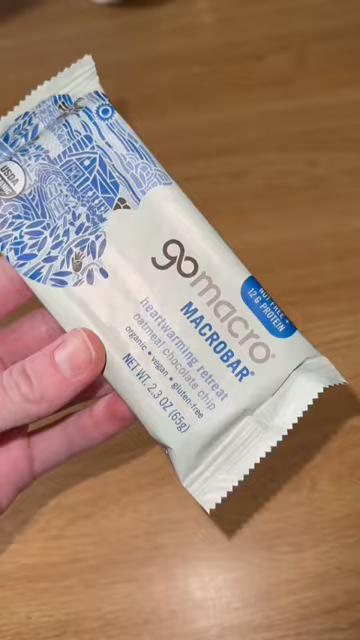 USDA
gomacro®
MACROBAR®
heartwarming retreat
oatmeal chocolate chip
organic • vegan • gluten-free
NET WT. 2.3 OZ (65g)
NUT FREE
12 G PROTEIN